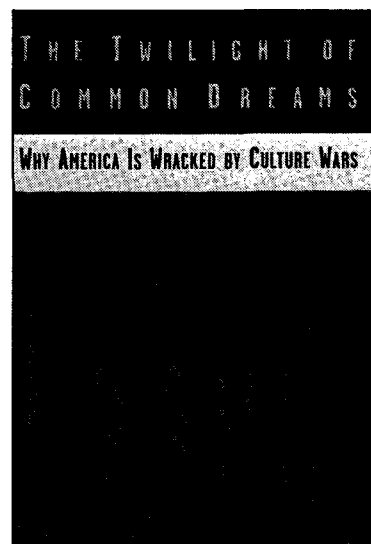 THE TWILIGHT OF
COMMON DREAMS
WHY AMERICA IS WRACKED BY CULTURE WARS